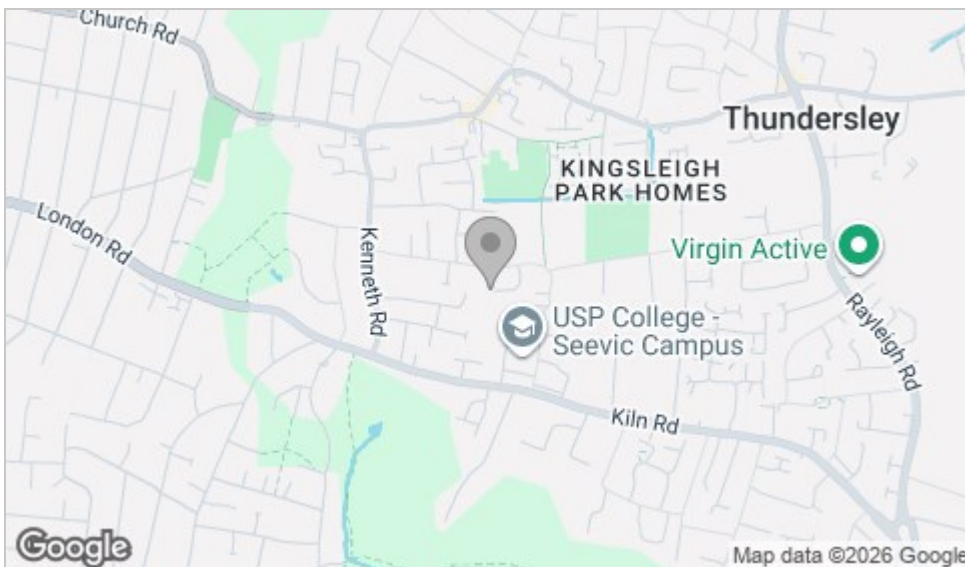 Church Rd
Thundersley
KINGSLEIGH
PARK HOMES
London Rd
Kenneth Rd
Virgin Active
USP College -
Seevic Campus
Rayleigh Rd
Kiln Rd
Google
Map data ©2026 Google